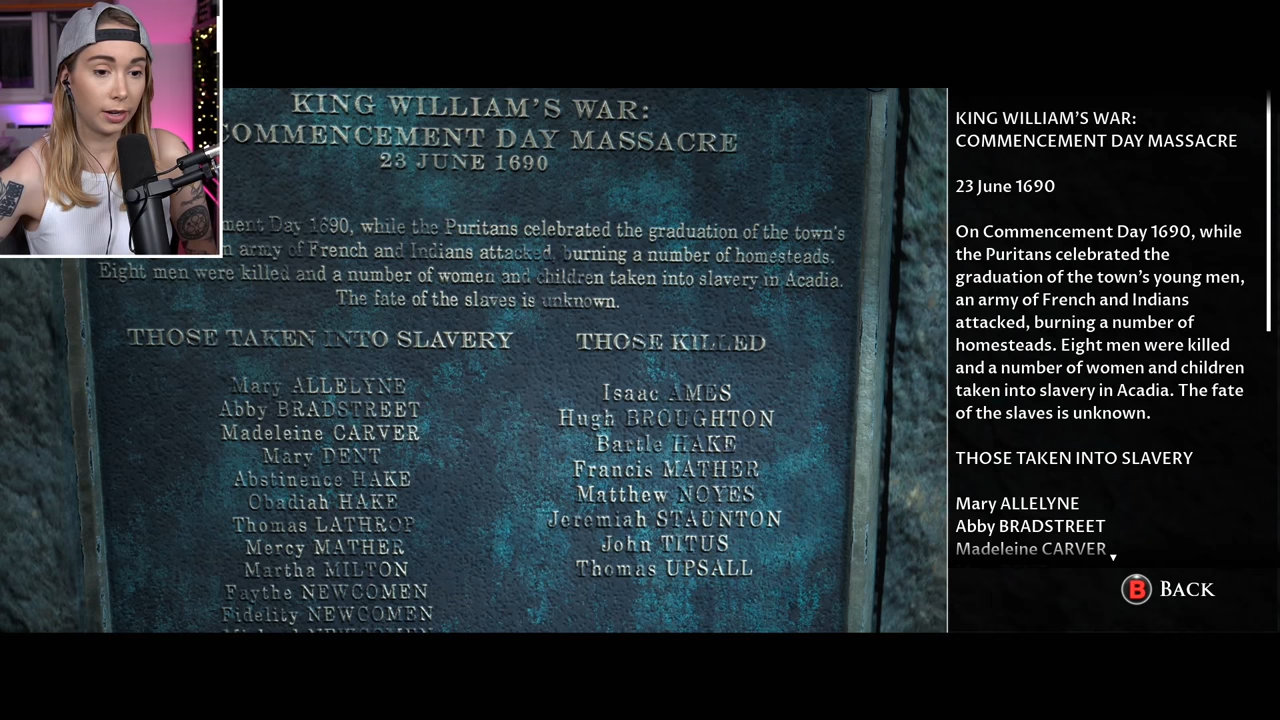 KING WILLIAM'S WAR:
COMMENCEMENT DAY MASSACRE
23 JUNE 1690
1690, while the Puritans celebrated the graduation of the town's
army of French and Indians attacked, burning a number of homesteads.
Eight men were killed and a number of women and children taken into slavery in Acadia.
The fate of the slaves is unknown.
THOSE TAKEN INTO SLAVERY
Mary ALLELYNE
Abby BRADSTREET
Madeleine CARVER
Mary DENT
Abstinence HAKE
Obadiah HAKE
Thomas LATHROP
Mercy MATHER
Martha MILTON
Faythe NEWCOMEN
Fidelity NEWCOMEN
THOSE KILLED
Isaac AMES
Hugh BROUGHTON
Bartle HAKE
Francis MATHER
Matthew NOYES
Jeremiah STAUNTON
John TITUS
Thomas UPSALL
KING WILLIAM'S WAR:
COMMENCEMENT DAY MASSACRE
23 June 1690
On Commencement Day 1690, while
the Puritans celebrated the
graduation of the town's young men,
an army of French and Indians
attacked, burning a number of
homesteads. Eight men were killed
and a number of women and children
taken into slavery in Acadia. The fate
of the slaves is unknown.
THOSE TAKEN INTO SLAVERY
Mary ALLELYNE
Abby BRADSTREET
Madeleine CARVER
B BACK